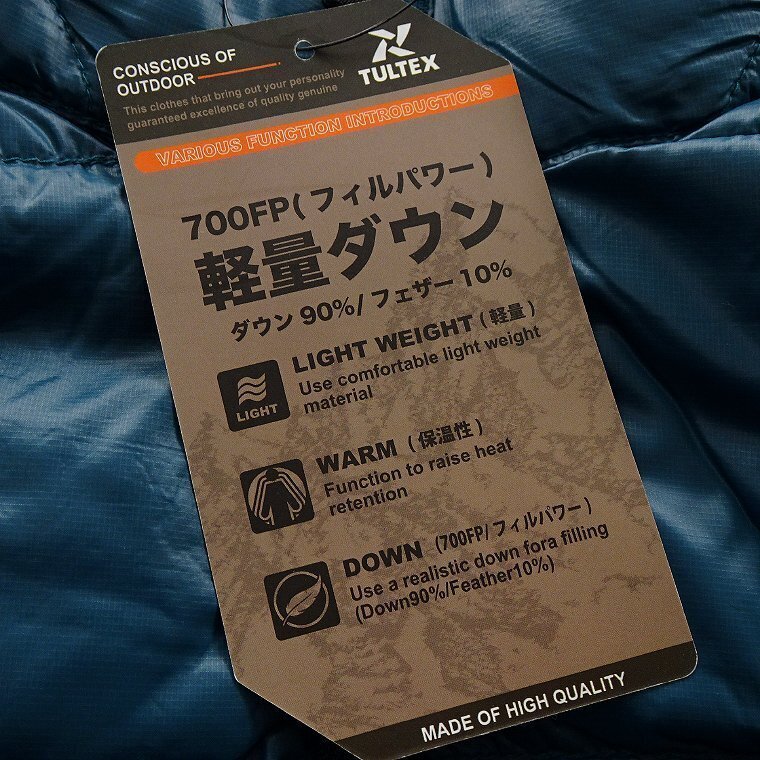 CONSCIOUS OF
OUTDOOR
This clothes that bring out your personality
guaranteed excellence of quality genuine
TULTEX
VARIOUS FUNCTION INTRODUCTIONS
700FP(フィルパワー)
軽量ダウン
ダウン 90%/フェザー 10%
LIGHT WEIGHT(軽量)
Use comfortable light weight
material
LIGHT
WARM (保温性)
Function to raise heat
retention
DOWN (700FP/フィルパワー)
Use a realistic down fora filling
(Down90%/Feather10%)
MADE OF HIGH QUALITY